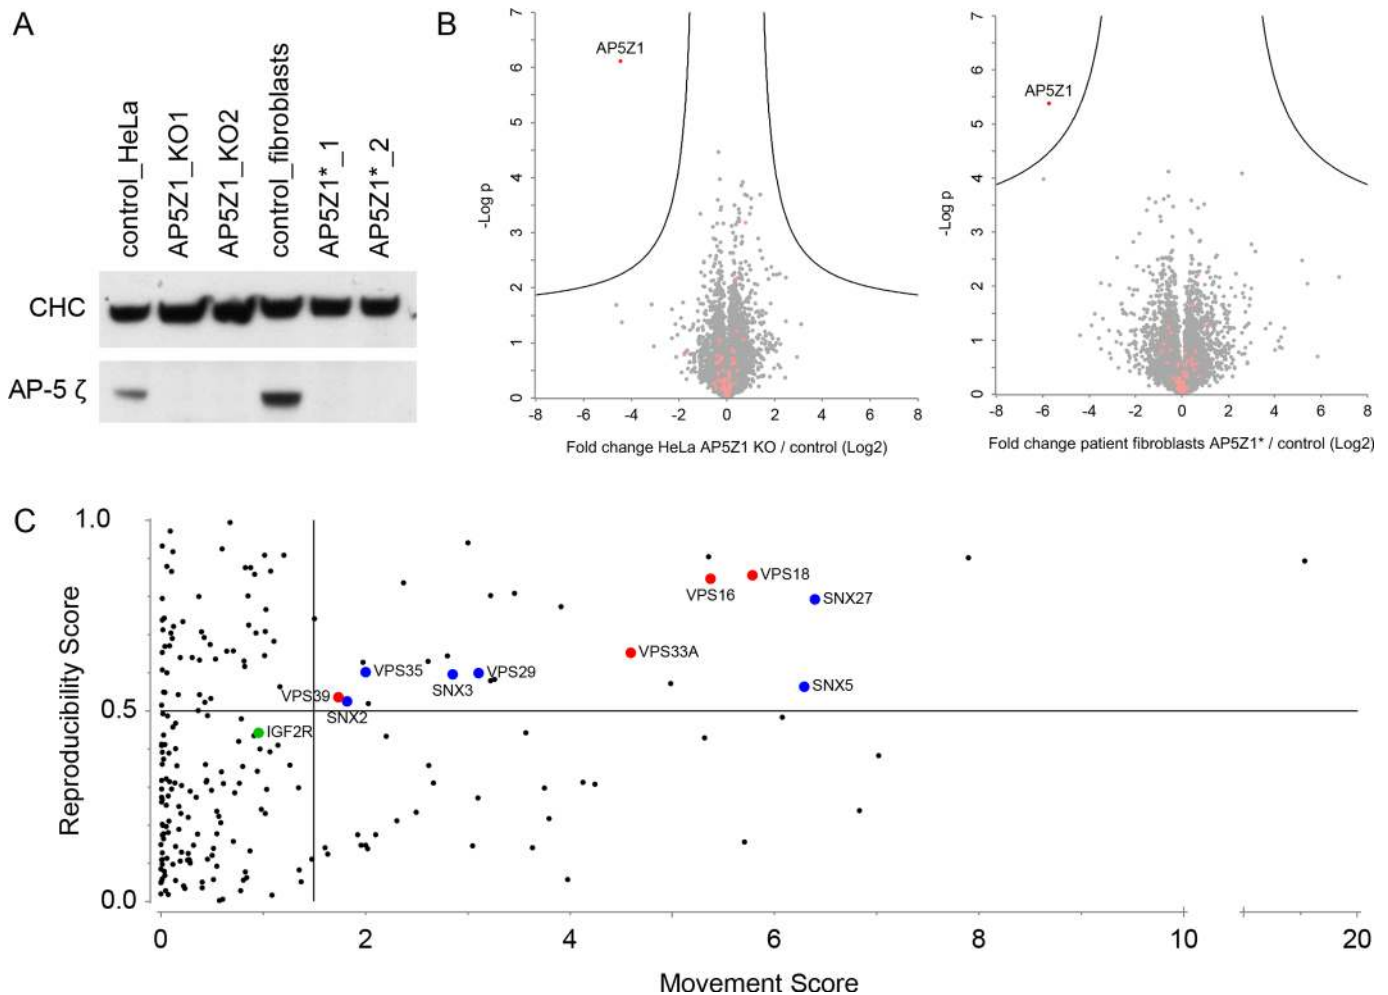 A
control_HeLa
AP5Z1_KO1
AP5Z1_KO2
control_fibroblasts
AP5Z1*_1
AP5Z1*_2
CHC
AP-5 ζ
B
7
6
5
4
3
2
1
0
-Log p
AP5Z1
-8 -6 -4 -2 0 2 4 6 8
Fold change HeLa AP5Z1 KO / control (Log2)
7
6
5
4
3
2
1
0
-Log p
AP5Z1
-8 -6 -4 -2 0 2 4 6 8
Fold change patient fibroblasts AP5Z1* / control (Log2)
C
1.0
0.5
0.0
Reproducibility Score
VPS18
VPS16
SNX27
VPS33A
VPS35
VPS29
SNX3
SNX5
VPS39
SNX2
IGF2R
0 2 4 6 8 10 20
Movement Score